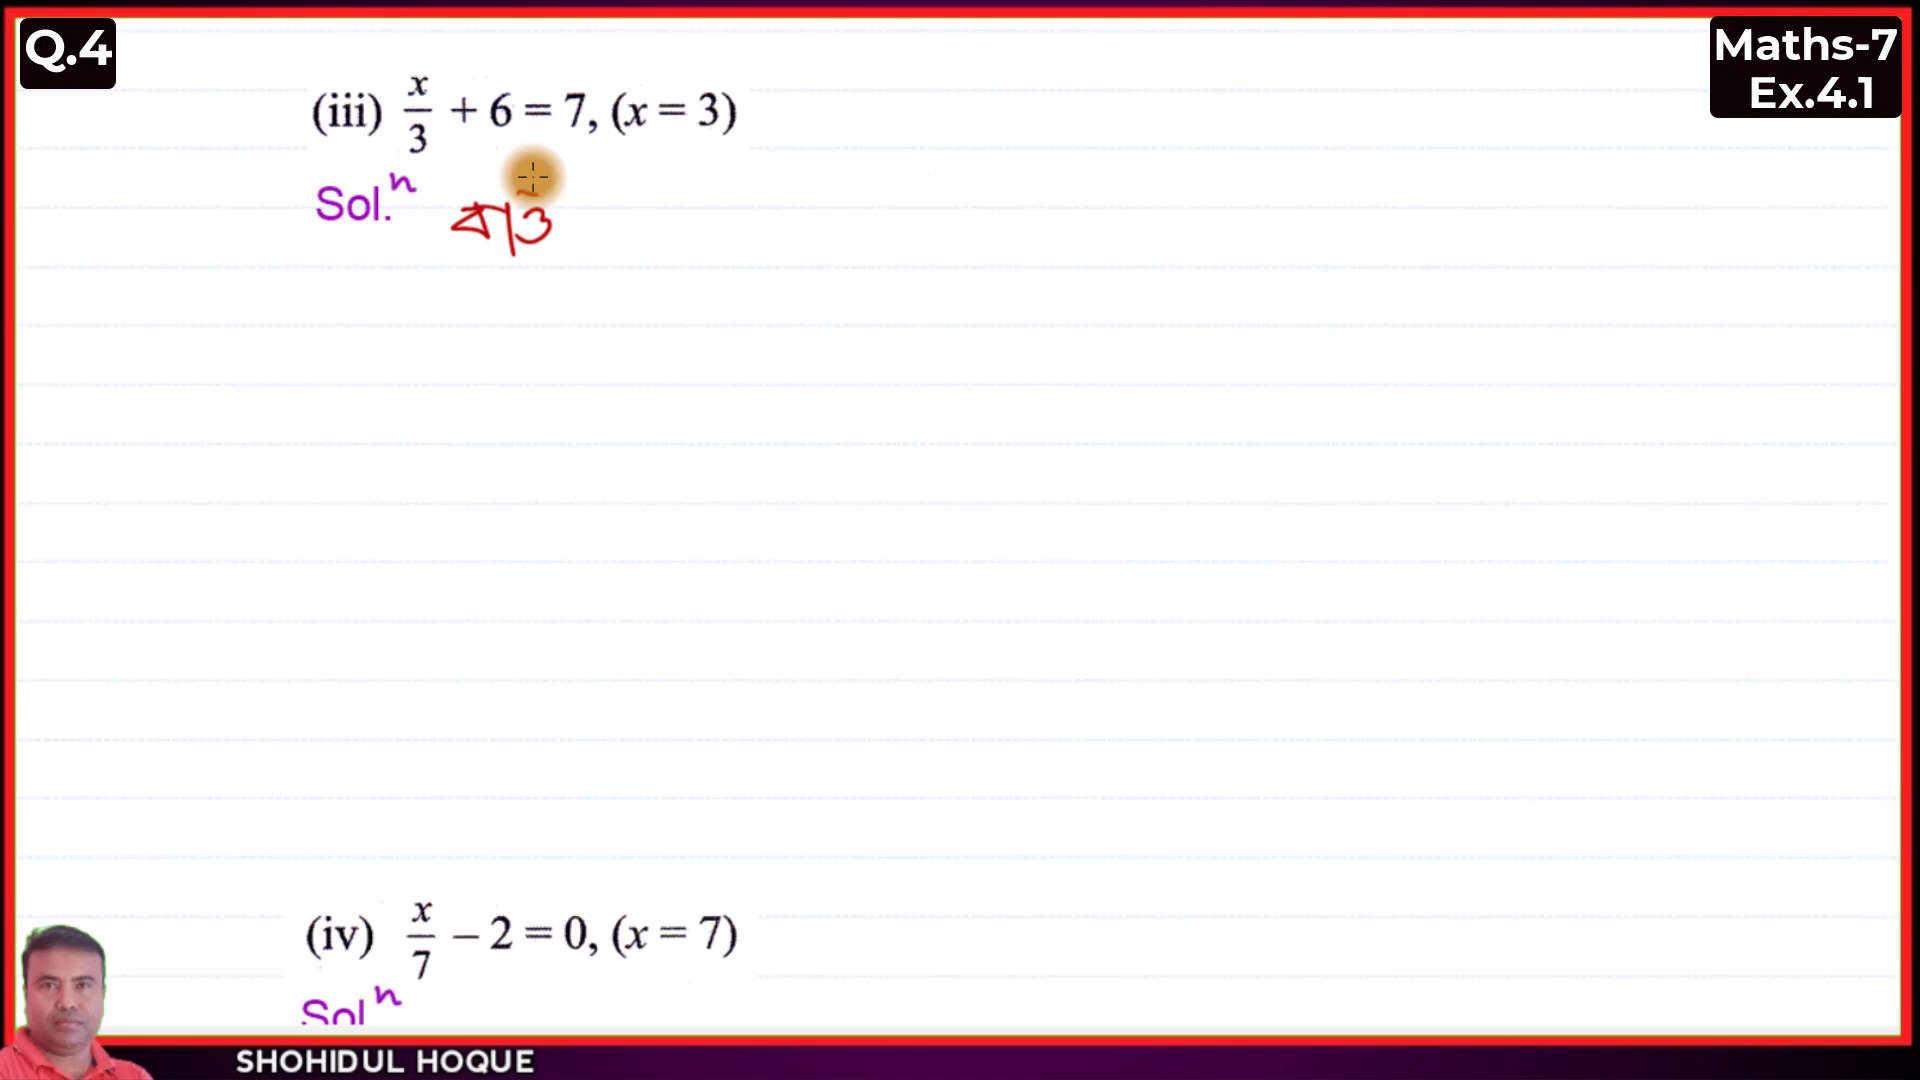 Q.4
Maths-7
Ex.4.1
(iii) x/3 + 6 = 7, (x = 3)
Sol.ⁿ
(iv) x/7 – 2 = 0, (x = 7)
Solⁿ
SHOHIDUL HOQUE